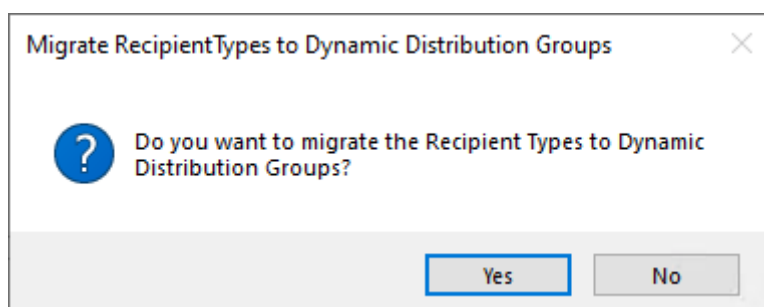 Migrate RecipientTypes to Dynamic Distribution Groups
Do you want to migrate the Recipient Types to Dynamic
Distribution Groups?
Yes
No